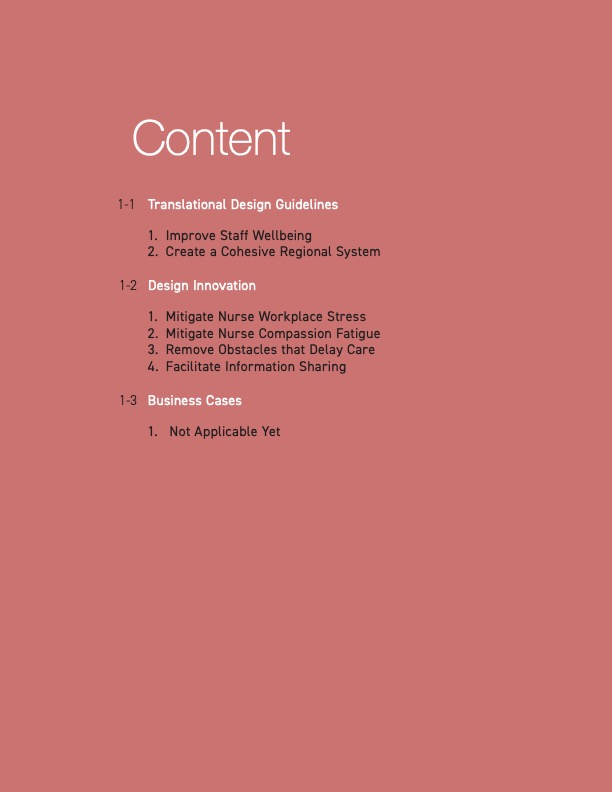 Content
1-1 Translational Design Guidelines
1. Improve Staff Wellbeing
2. Create a Cohesive Regional System
1-2 Design Innovation
1. Mitigate Nurse Workplace Stress
2. Mitigate Nurse Compassion Fatigue
3. Remove Obstacles that Delay Care
4. Facilitate Information Sharing
1-3 Business Cases
1. Not Applicable Yet